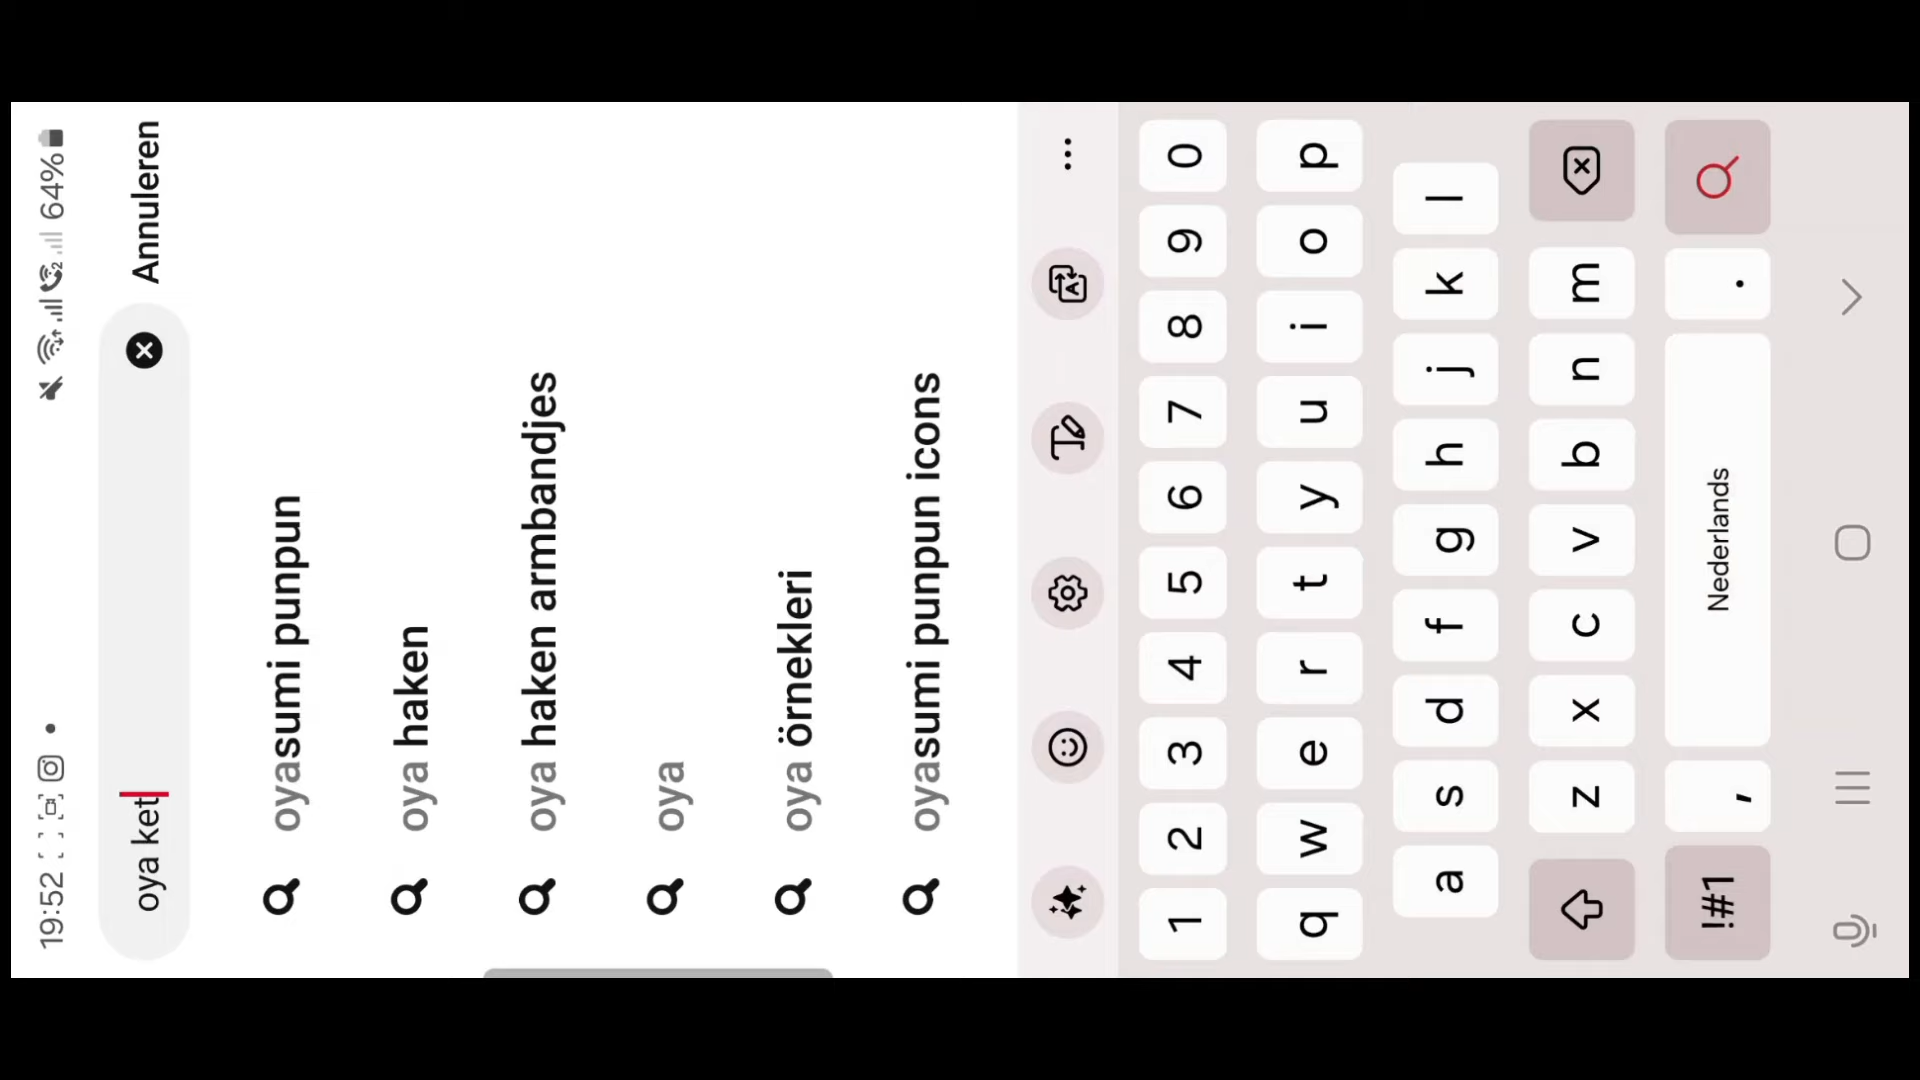 19:52 64%
oya ket Annuleren
oyasumi punpun
oya haken
oya haken armbandjes
oya
oya örnekleri
oyasumi punpun icons
1 2 3 4 5 6 7 8 9 0
q w e r t y u i o p
a s d f g h j k l
z x c v b n m
!#1 , Nederlands .